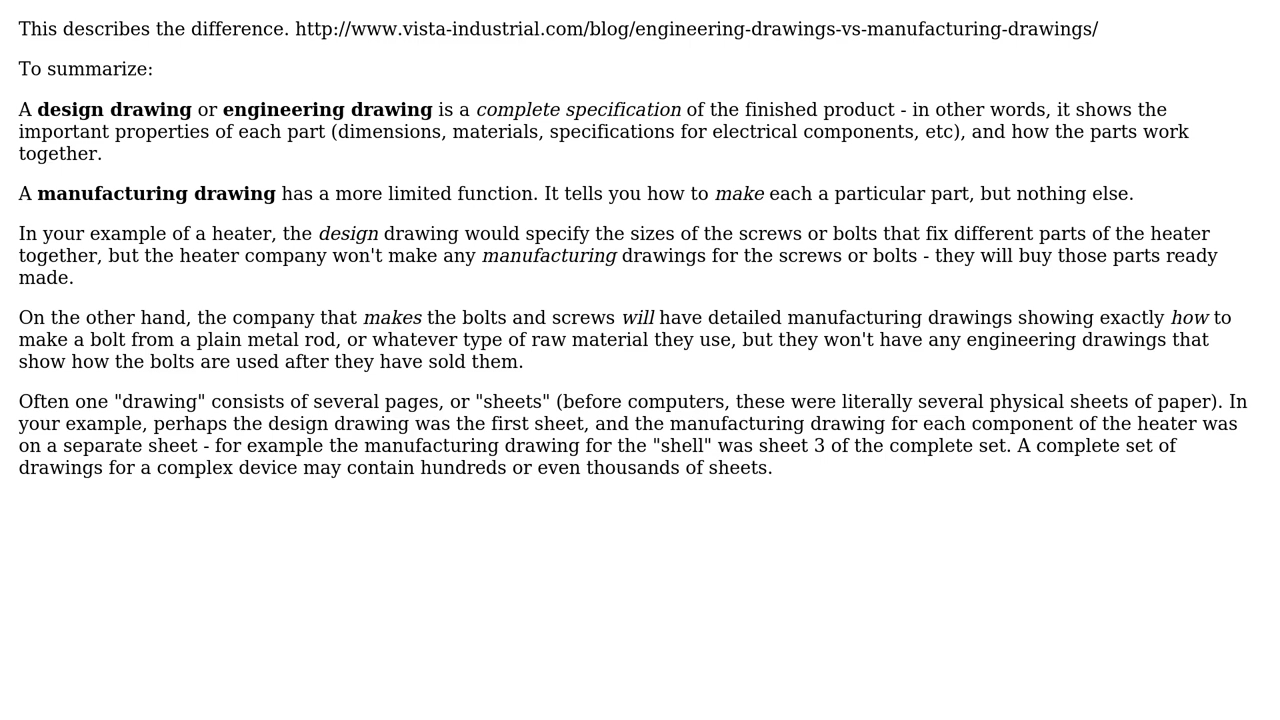 This describes the difference. http://www.vista-industrial.com/blog/engineering-drawings-vs-manufacturing-drawings/
To summarize:
A design drawing or engineering drawing is a complete specification of the finished product - in other words, it shows the
important properties of each part (dimensions, materials, specifications for electrical components, etc), and how the parts work
together.
A manufacturing drawing has a more limited function. It tells you how to make each a particular part, but nothing else.
In your example of a heater, the design drawing would specify the sizes of the screws or bolts that fix different parts of the heater
together, but the heater company won't make any manufacturing drawings for the screws or bolts - they will buy those parts ready
made.
On the other hand, the company that makes the bolts and screws will have detailed manufacturing drawings showing exactly how to
make a bolt from a plain metal rod, or whatever type of raw material they use, but they won't have any engineering drawings that
show how the bolts are used after they have sold them.
Often one "drawing" consists of several pages, or "sheets" (before computers, these were literally several physical sheets of paper). In
your example, perhaps the design drawing was the first sheet, and the manufacturing drawing for each component of the heater was
on a separate sheet - for example the manufacturing drawing for the "shell" was sheet 3 of the complete set. A complete set of
drawings for a complex device may contain hundreds or even thousands of sheets.